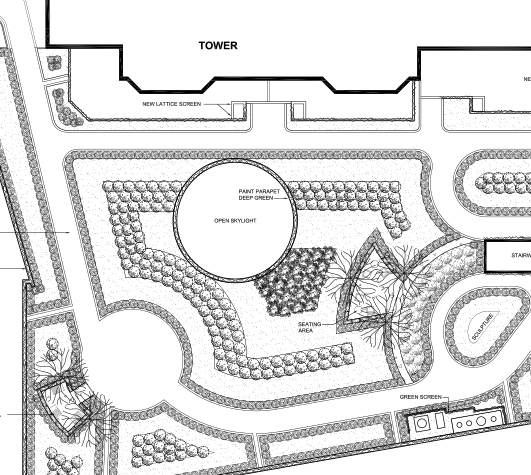 TOWER
NE
NEW LATTICE SCREEN
PAINT PARAPET
DEEP GREEN
OPEN SKYLIGHT
STAIRW
SEATING
AREA
SCULPTURE
GREEN SCREEN